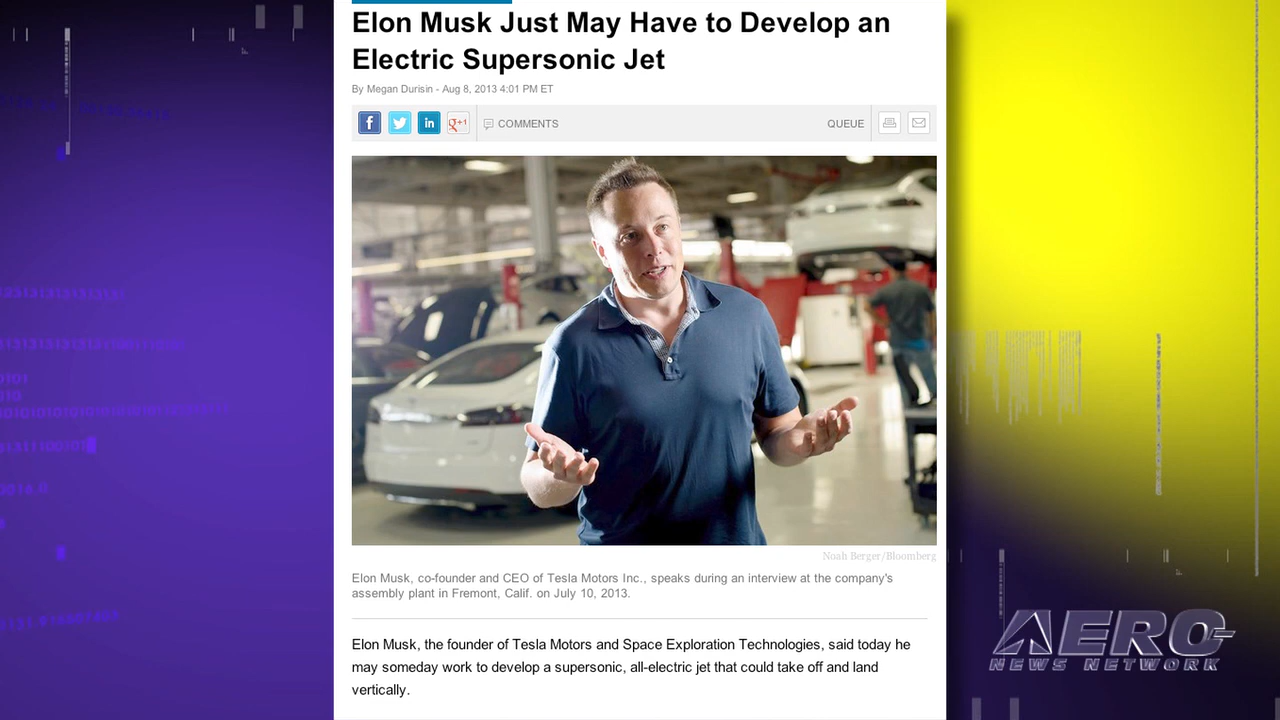 Elon Musk Just May Have to Develop an
Electric Supersonic Jet
By Megan Durisin - Aug 8, 2013 4:01 PM ET
f
in
+1
COMMENTS
QUEUE
Noah Berger/Bloomberg
Elon Musk, co-founder and CEO of Tesla Motors Inc., speaks during an interview at the company's
assembly plant in Fremont, Calif. on July 10, 2013.
Elon Musk, the founder of Tesla Motors and Space Exploration Technologies, said today he
may someday work to develop a supersonic, all-electric jet that could take off and land
vertically.
AERO
NEWS NETWORK